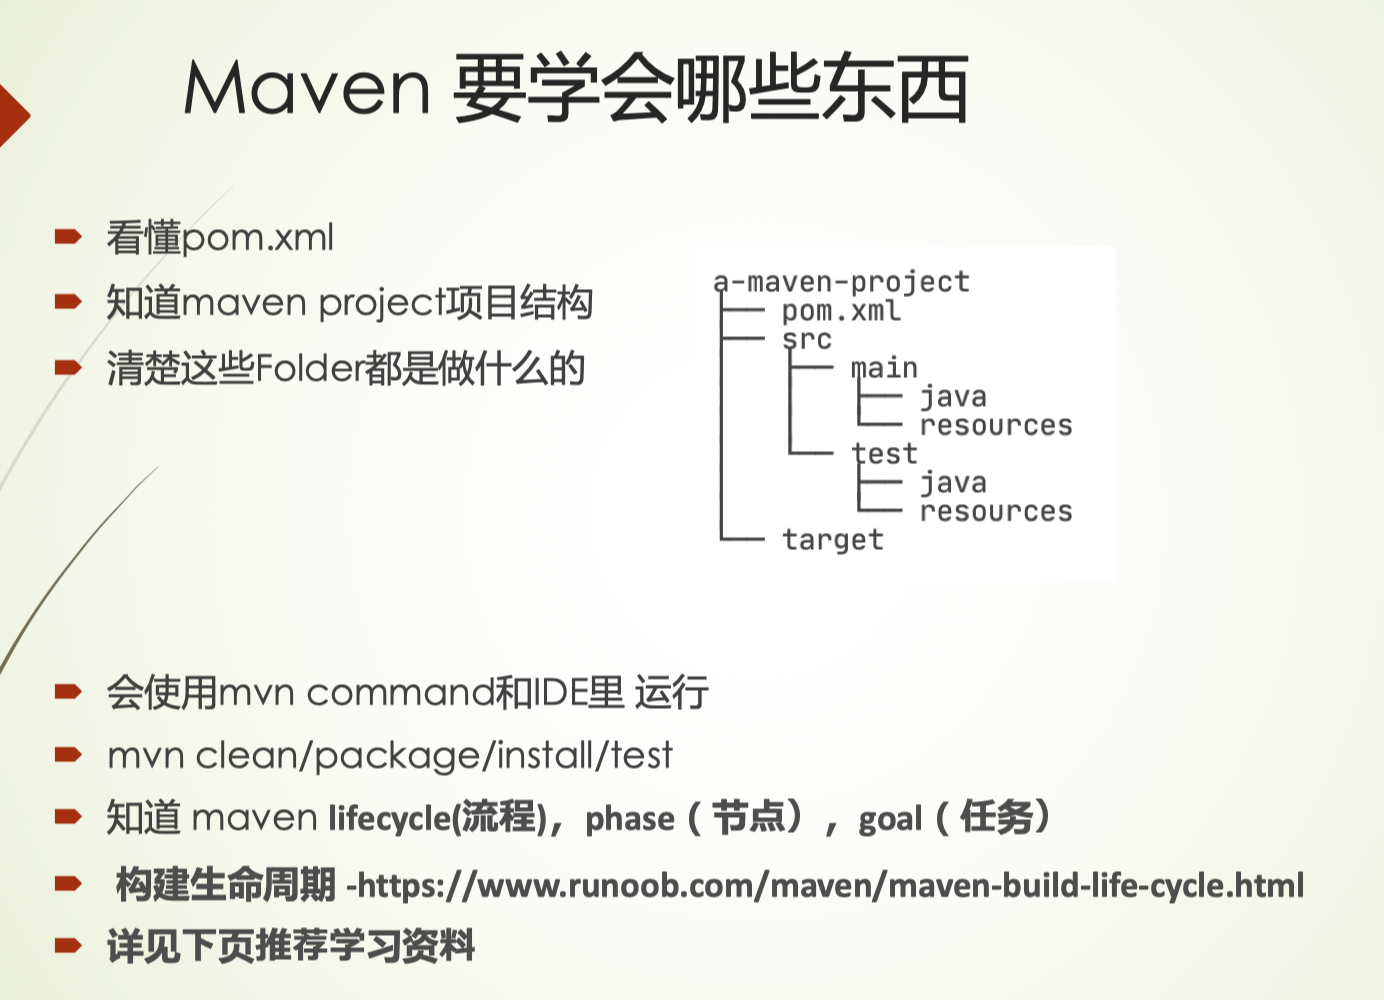 Maven 要学会哪些东西
看懂pom.xml
知道maven project项目结构
清楚这些Folder都是做什么的
a-maven-project
pom.xml
src
main
java
resources
test
java
resources
target
会使用mvn command和IDE里 运行
mvn clean/package/install/test
知道 maven lifecycle(流程)，phase（节点），goal（任务）
构建生命周期 -https://www.runoob.com/maven/maven-build-life-cycle.html
详见下页推荐学习资料